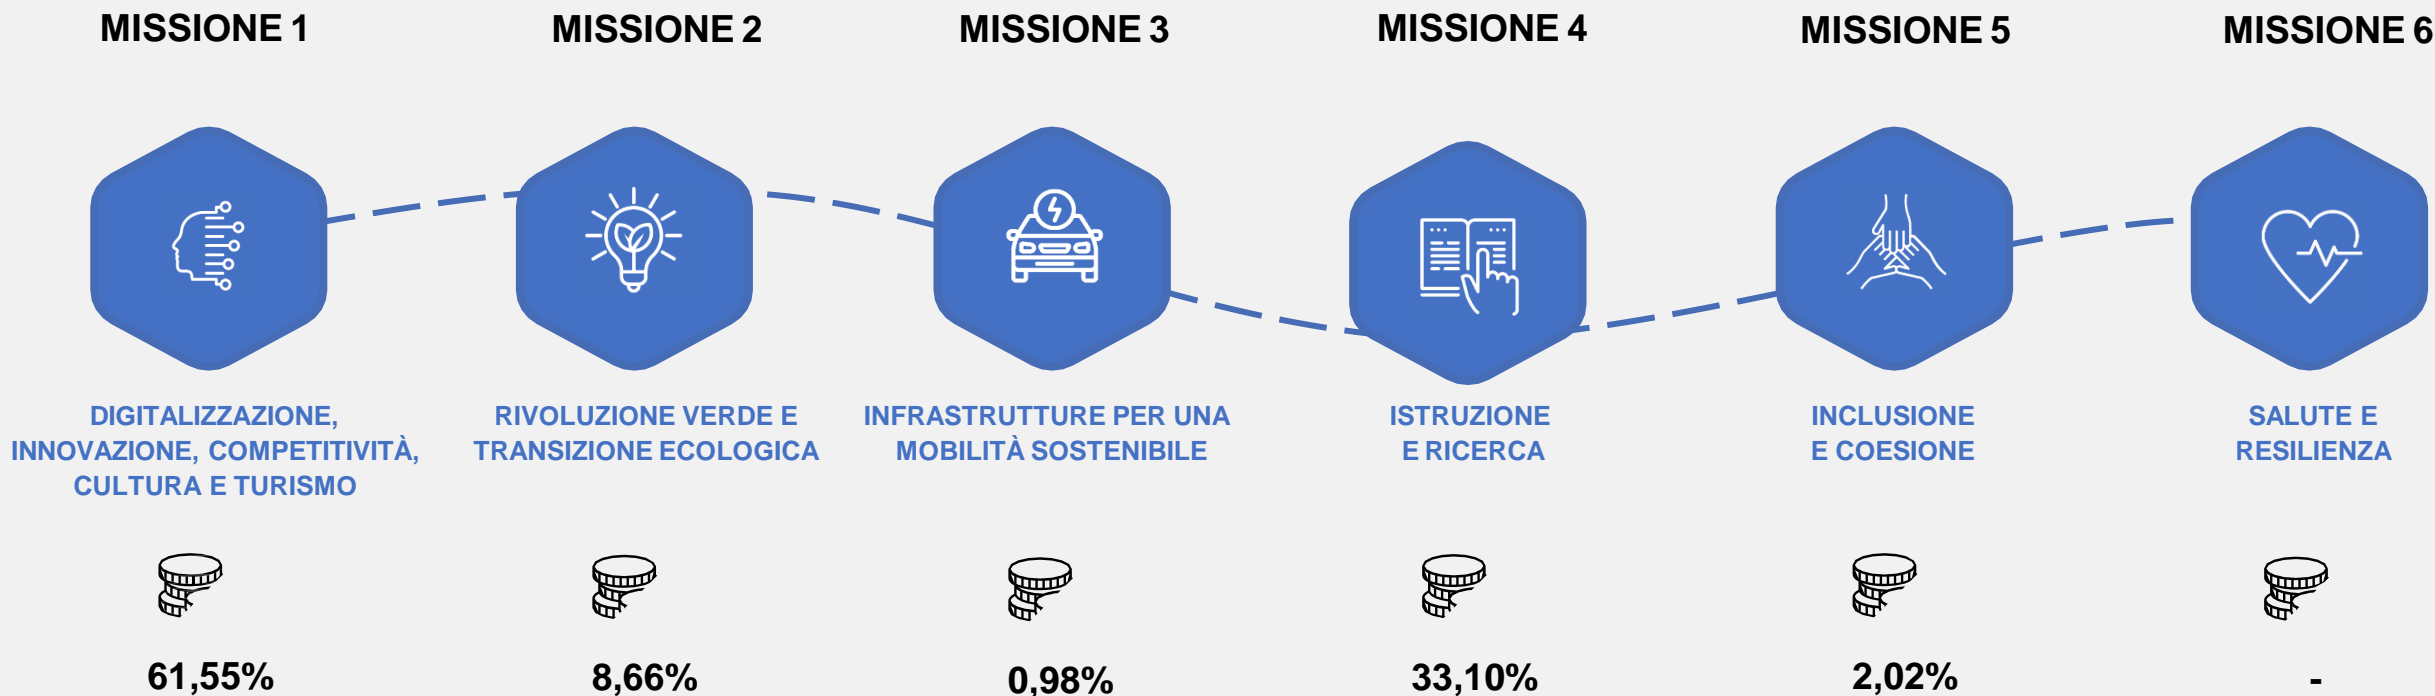 MISSIONE 1
MISSIONE 2
MISSIONE 3
MISSIONE 4
MISSIONE 5
MISSIONE 6
DIGITALIZZAZIONE,
INNOVAZIONE, COMPETITIVITÀ,
CULTURA E TURISMO
RIVOLUZIONE VERDE E
TRANSIZIONE ECOLOGICA
INFRASTRUTTURE PER UNA
MOBILITÀ SOSTENIBILE
ISTRUZIONE
E RICERCA
INCLUSIONE
E COESIONE
SALUTE E
RESILIENZA
61,55%
8,66%
0,98%
33,10%
2,02%
-